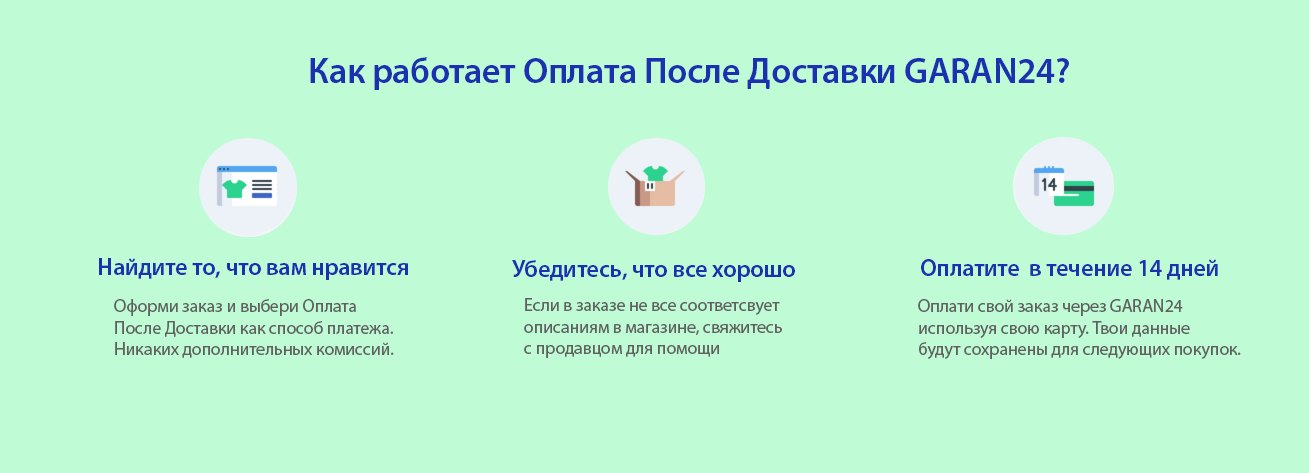 Как работает Оплата После Доставки GARAN24?
Найдите то, что вам нравится
Оформи заказ и выбери Оплата
После Доставки как способ платежа.
Никаких дополнительных комиссий.
Убедитесь, что все хорошо
Если в заказе не все соответсвует
описаниям в магазине, свяжитесь
с продавцом для помощи
14
Оплатите в течение 14 дней
Оплати свой заказ через GARAN24
используя свою карту. Твои данные
будут сохранены для следующих покупок.